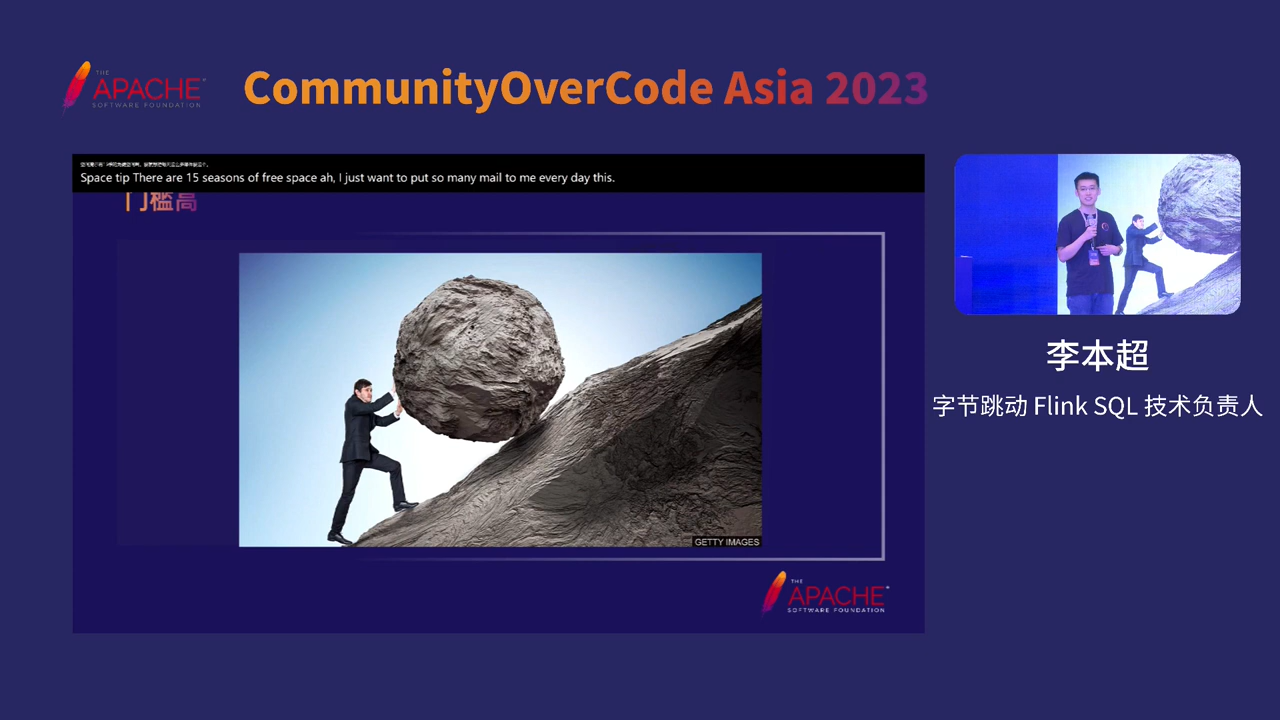 THE
APACHE
SOFTWARE FOUNDATION
CommunityOverCode Asia 2023
Space tip There are 15 seasons of free space ah, I just want to put so many mail to me every day this.
门槛高
GETTY IMAGES
THE
APACHE
SOFTWARE FOUNDATION
李本超
字节跳动 Flink SQL 技术负责人